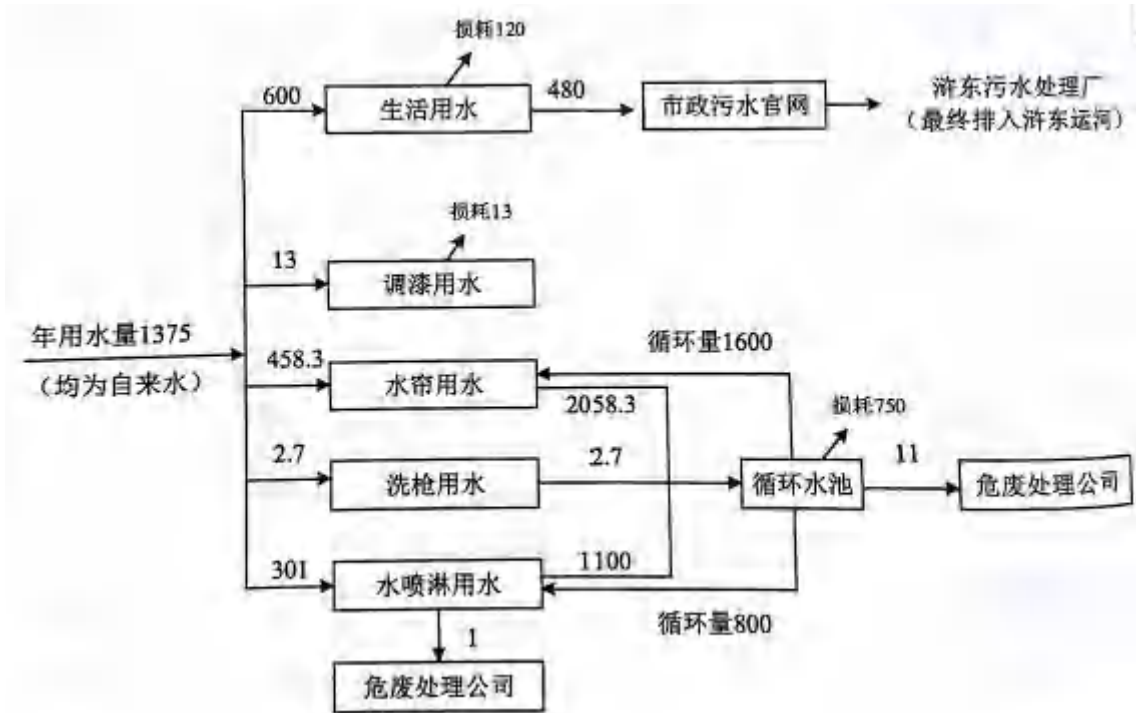 损耗120
600
生活用水
480
市政污水官网
浒东污水处理厂
（最终排入浒东运河）
损耗13
13
调漆用水
年用水量1375
（均为自来水）
458.3
水帘用水
2058.3
循环量1600
损耗750
2.7
洗枪用水
2.7
循环水池
11
危废处理公司
301
水喷淋用水
1100
循环量800
1
危废处理公司